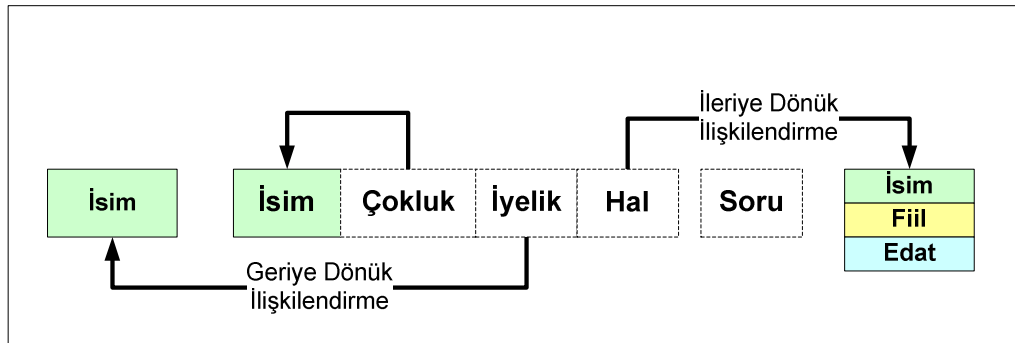 İleriye Dönük
İlişkilendirme
İsim
İsim
Çokluk
İyelik
Hal
Soru
İsim
Fiil
Edat
Geriye Dönük
İlişkilendirme